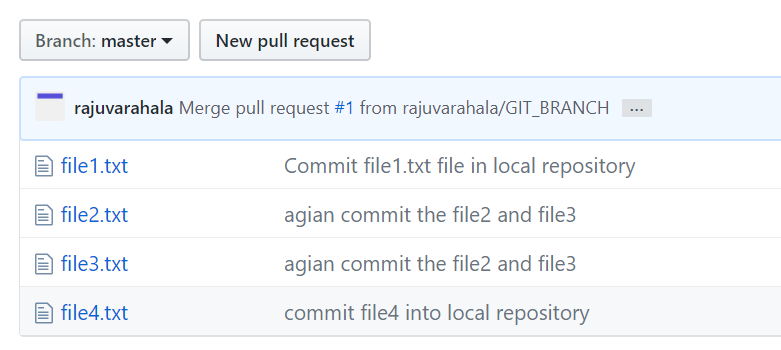 Branch: master New pull request
rajuvarahala Merge pull request #1 from rajuvarahala/GIT_BRANCH ...
file1.txt Commit file1.txt file in local repository
file2.txt agian commit the file2 and file3
file3.txt agian commit the file2 and file3
file4.txt commit file4 into local repository